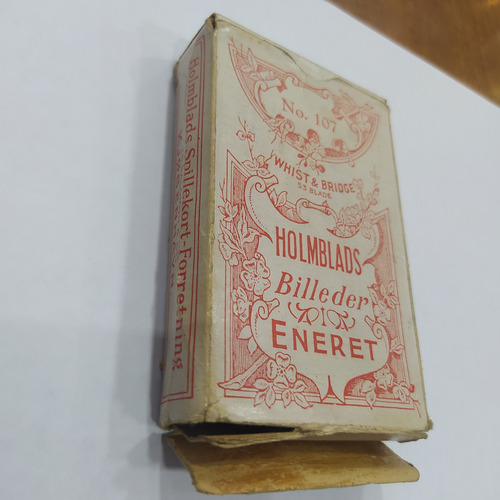 No. 107
WHIST & BRIDGE
53 BLADE
HOLMBLADS
Billeder
ENERET
Holmblads Spillekort-Forretning